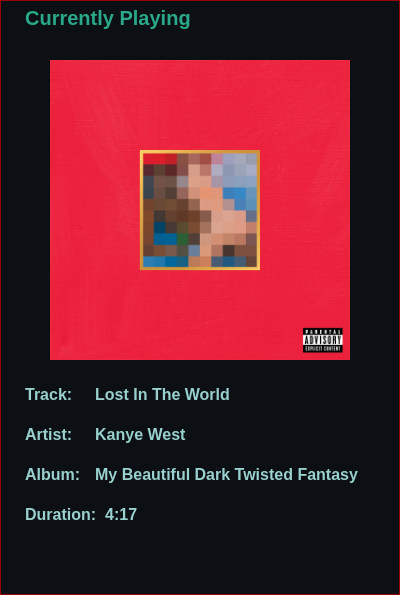 Currently Playing
PARENTAL
ADVISORY
EXPLICIT CONTENT
Track: Lost In The World
Artist: Kanye West
Album: My Beautiful Dark Twisted Fantasy
Duration: 4:17